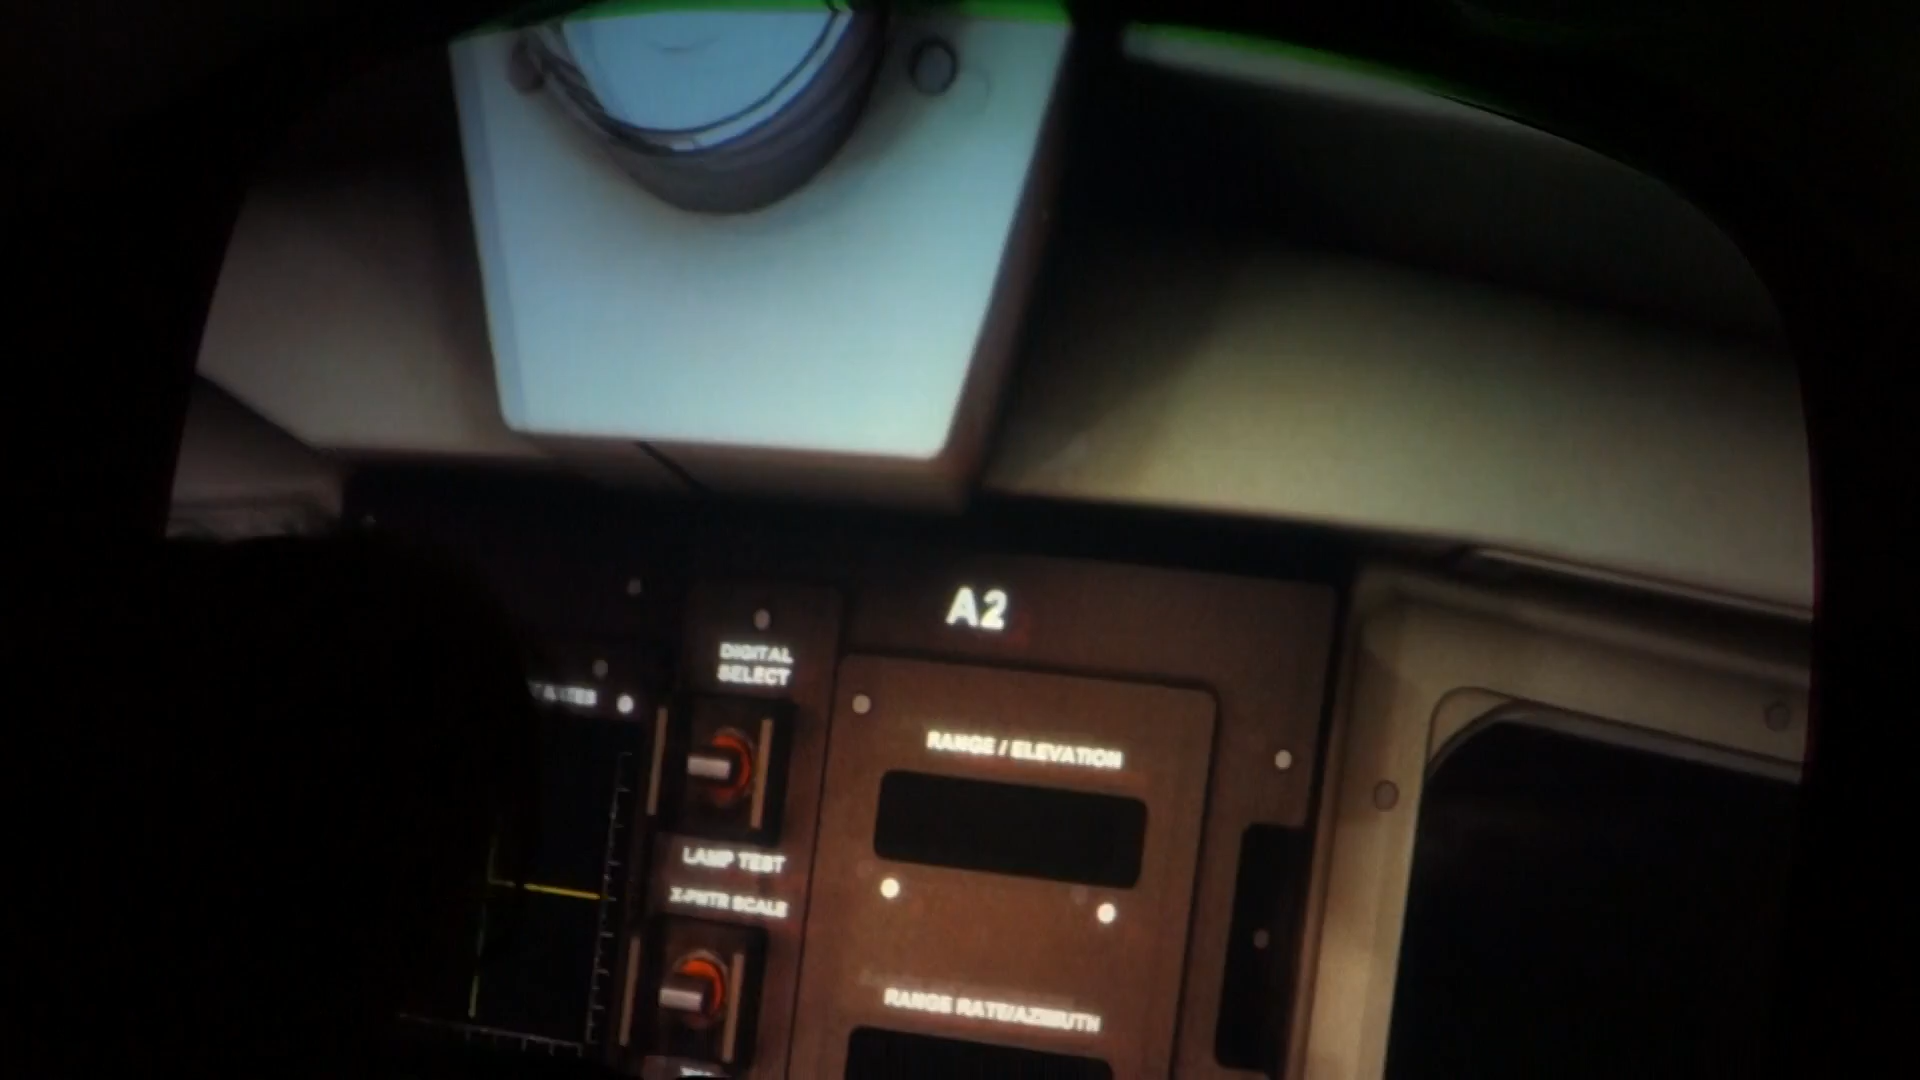 A2
DIGITAL
SELECT
RANGE / ELEVATION
LAMP TEST
X-PNTR SCALE
RANGE RATE/AZIMUTH